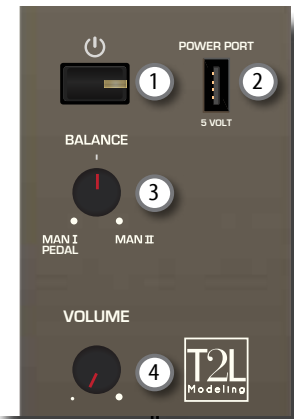 POWER PORT
1
2
5 VOLT
BALANCE
3
MAN I
PEDAL
MAN II
VOLUME
4
T2L
Modeling